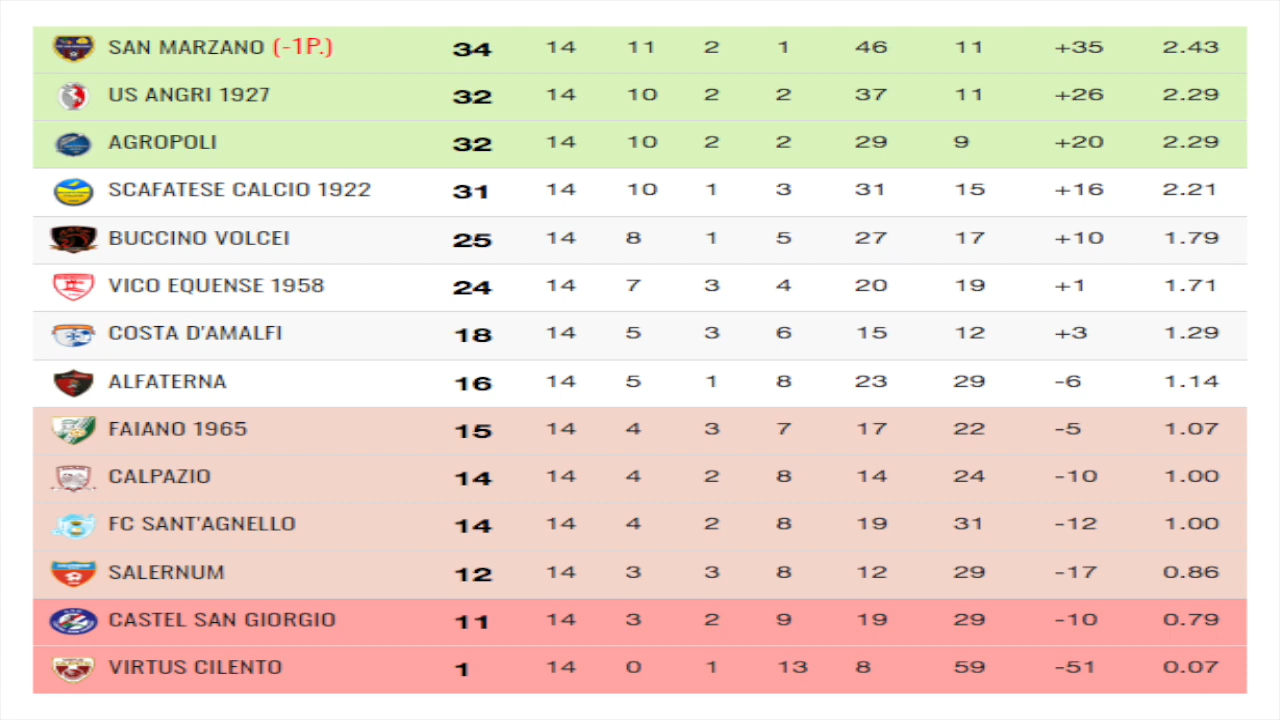 SAN MARZANO (-1P.) 34 14 11 2 1 46 11 +35 2.43
US ANGRI 1927 32 14 10 2 2 37 11 +26 2.29
AGROPOLI 32 14 10 2 2 29 9 +20 2.29
SCAFATESE CALCIO 1922 31 14 10 1 3 31 15 +16 2.21
BUCCINO VOLCEI 25 14 8 1 5 27 17 +10 1.79
VICO EQUENSE 1958 24 14 7 3 4 20 19 +1 1.71
COSTA D'AMALFI 18 14 5 3 6 15 12 +3 1.29
ALFATERNA 16 14 5 1 8 23 29 -6 1.14
FAIANO 1965 15 14 4 3 7 17 22 -5 1.07
CALPAZIO 14 14 4 2 8 14 24 -10 1.00
FC SANT'AGNELLO 14 14 4 2 8 19 31 -12 1.00
SALERNUM 12 14 3 3 8 12 29 -17 0.86
CASTEL SAN GIORGIO 11 14 3 2 9 19 29 -10 0.79
VIRTUS CILENTO 1 14 0 1 13 8 59 -51 0.07